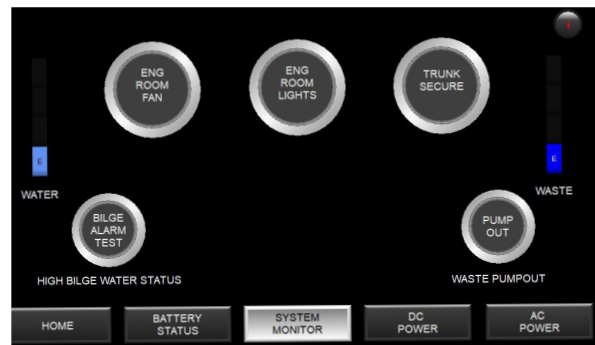 ENG
ROOM
FAN
ENG
ROOM
LIGHTS
TRUNK
SECURE
E
E
WATER
WASTE
BILGE
ALARM
TEST
PUMP
OUT
HIGH BILGE WATER STATUS
WASTE PUMPOUT
HOME
BATTERY
STATUS
SYSTEM
MONITOR
DC
POWER
AC
POWER